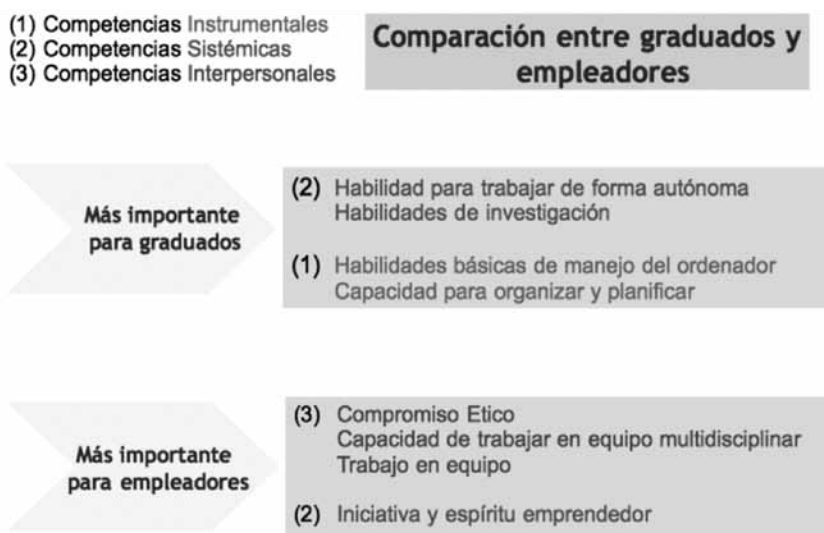 (1) Competencias Instrumentales
(2) Competencias Sistémicas
(3) Competencias Interpersonales
Comparación entre graduados y
empleadores
Más importante
para graduados
(2) Habilidad para trabajar de forma autónoma
Habilidades de investigación
(1) Habilidades básicas de manejo del ordenador
Capacidad para organizar y planificar
Más importante
para empleadores
(3) Compromiso Etico
Capacidad de trabajar en equipo multidisciplinar
Trabajo en equipo
(2) Iniciativa y espíritu emprendedor